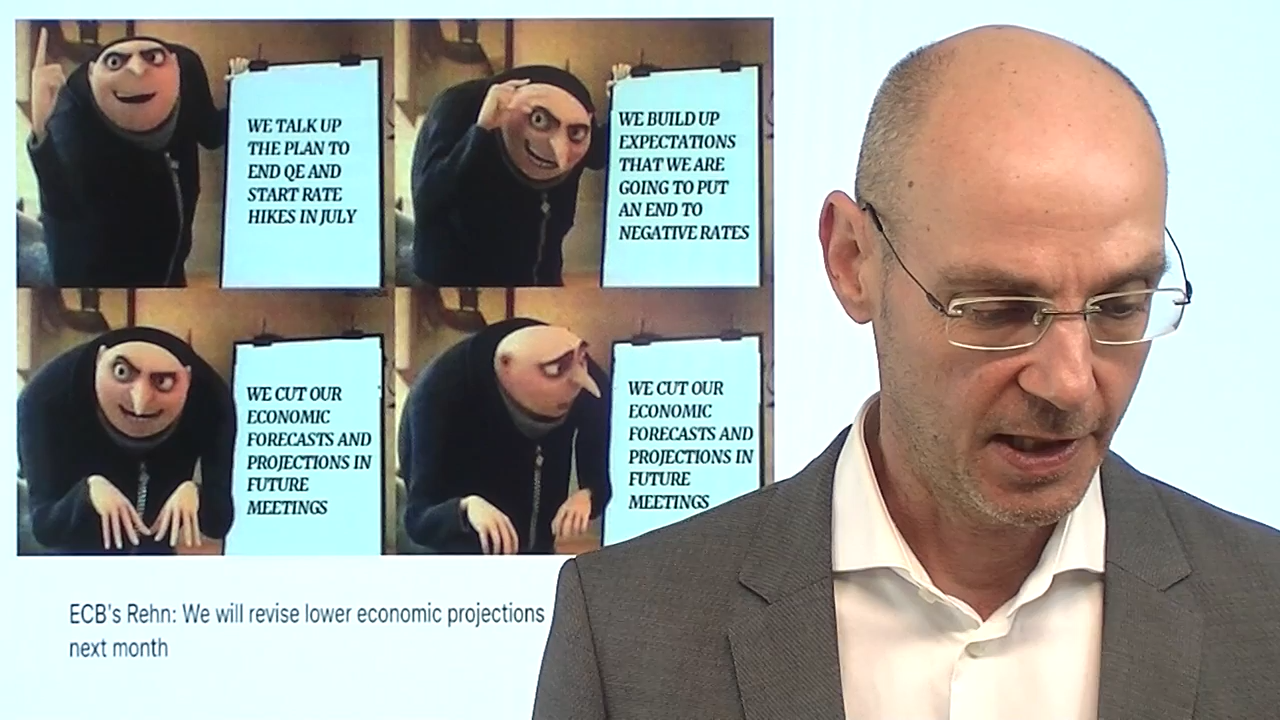 WE TALK UP
THE PLAN TO
END QE AND
START RATE
HIKES IN JULY
WE BUILD UP
EXPECTATIONS
THAT WE ARE
GOING TO PUT
AN END TO
NEGATIVE RATES
WE CUT OUR
ECONOMIC
FORECASTS AND
PROJECTIONS IN
FUTURE
MEETINGS
WE CUT OUR
ECONOMIC
FORECASTS AND
PROJECTIONS IN
FUTURE
MEETINGS
ECB's Rehn: We will revise lower economic projections
next month